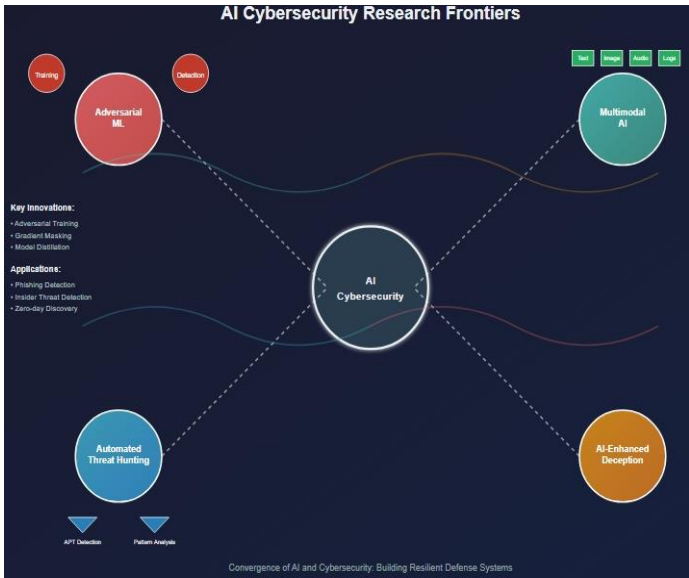 AI Cybersecurity Research Frontiers
Training
Detection
Adversarial
ML
Text
Image
Audio
Logs
Multimodal
AI
Key Innovations:
• Adversarial Training
• Gradient Masking
• Model Distillation
Applications:
• Phishing Detection
• Insider Threat Detection
• Zero-day Discovery
AI
Cybersecurity
Automated
Threat Hunting
APT Detection
Pattern Analysis
AI-Enhanced
Deception
Convergence of AI and Cybersecurity: Building Resilient Defense Systems